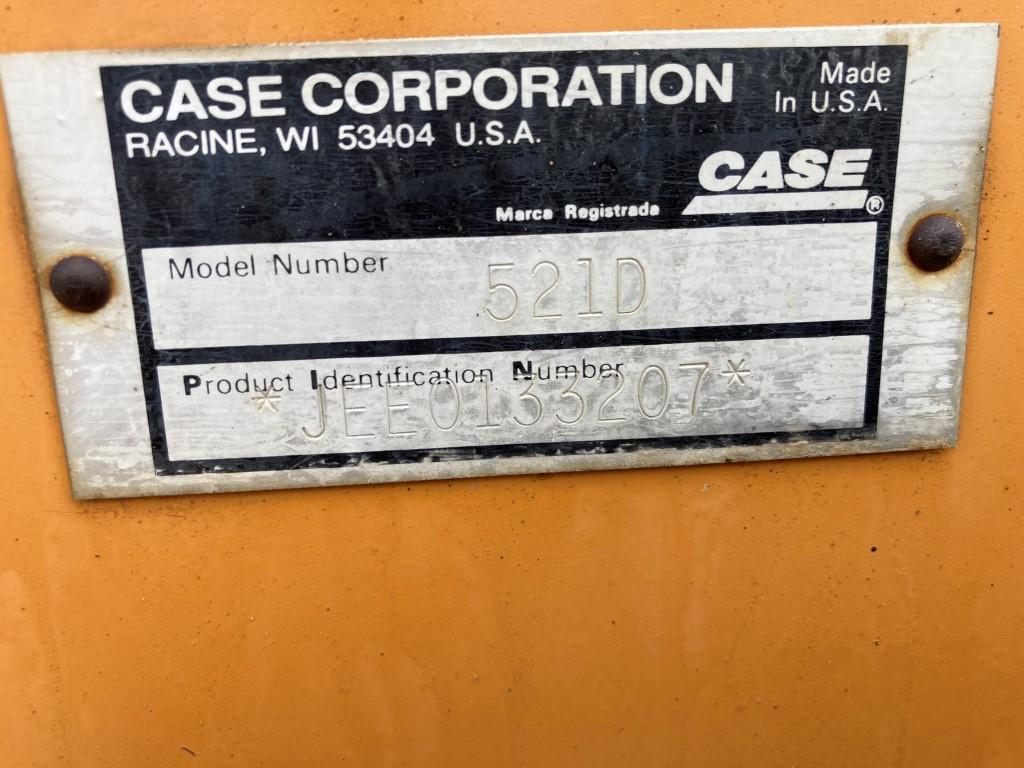 CASE CORPORATION
RACINE, WI 53404 U.S.A.
Made
In U.S.A.
CASE
Marca Registrada ®
Model Number 521D
Product Identification Number
*JEE0133207*